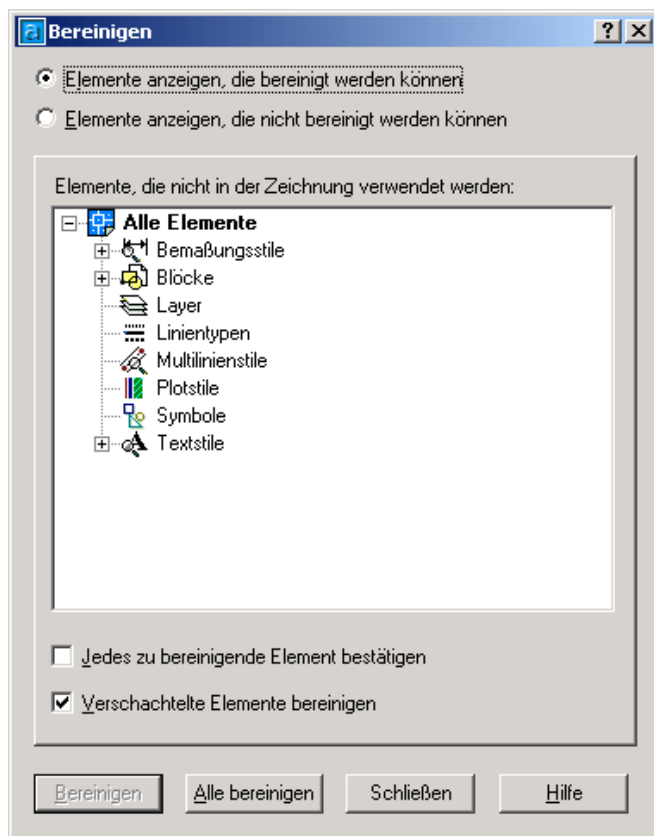 Bereinigen
Elemente anzeigen, die bereinigt werden können
Elemente anzeigen, die nicht bereinigt werden können
Elemente, die nicht in der Zeichnung verwendet werden:
Alle Elemente
Bemaßungsstile
Blöcke
Layer
Linientypen
Multilinienstile
Plotstile
Symbole
Textstile
Jedes zu bereinigende Element bestätigen
Verschachtelte Elemente bereinigen
Bereinigen Alle bereinigen Schließen Hilfe